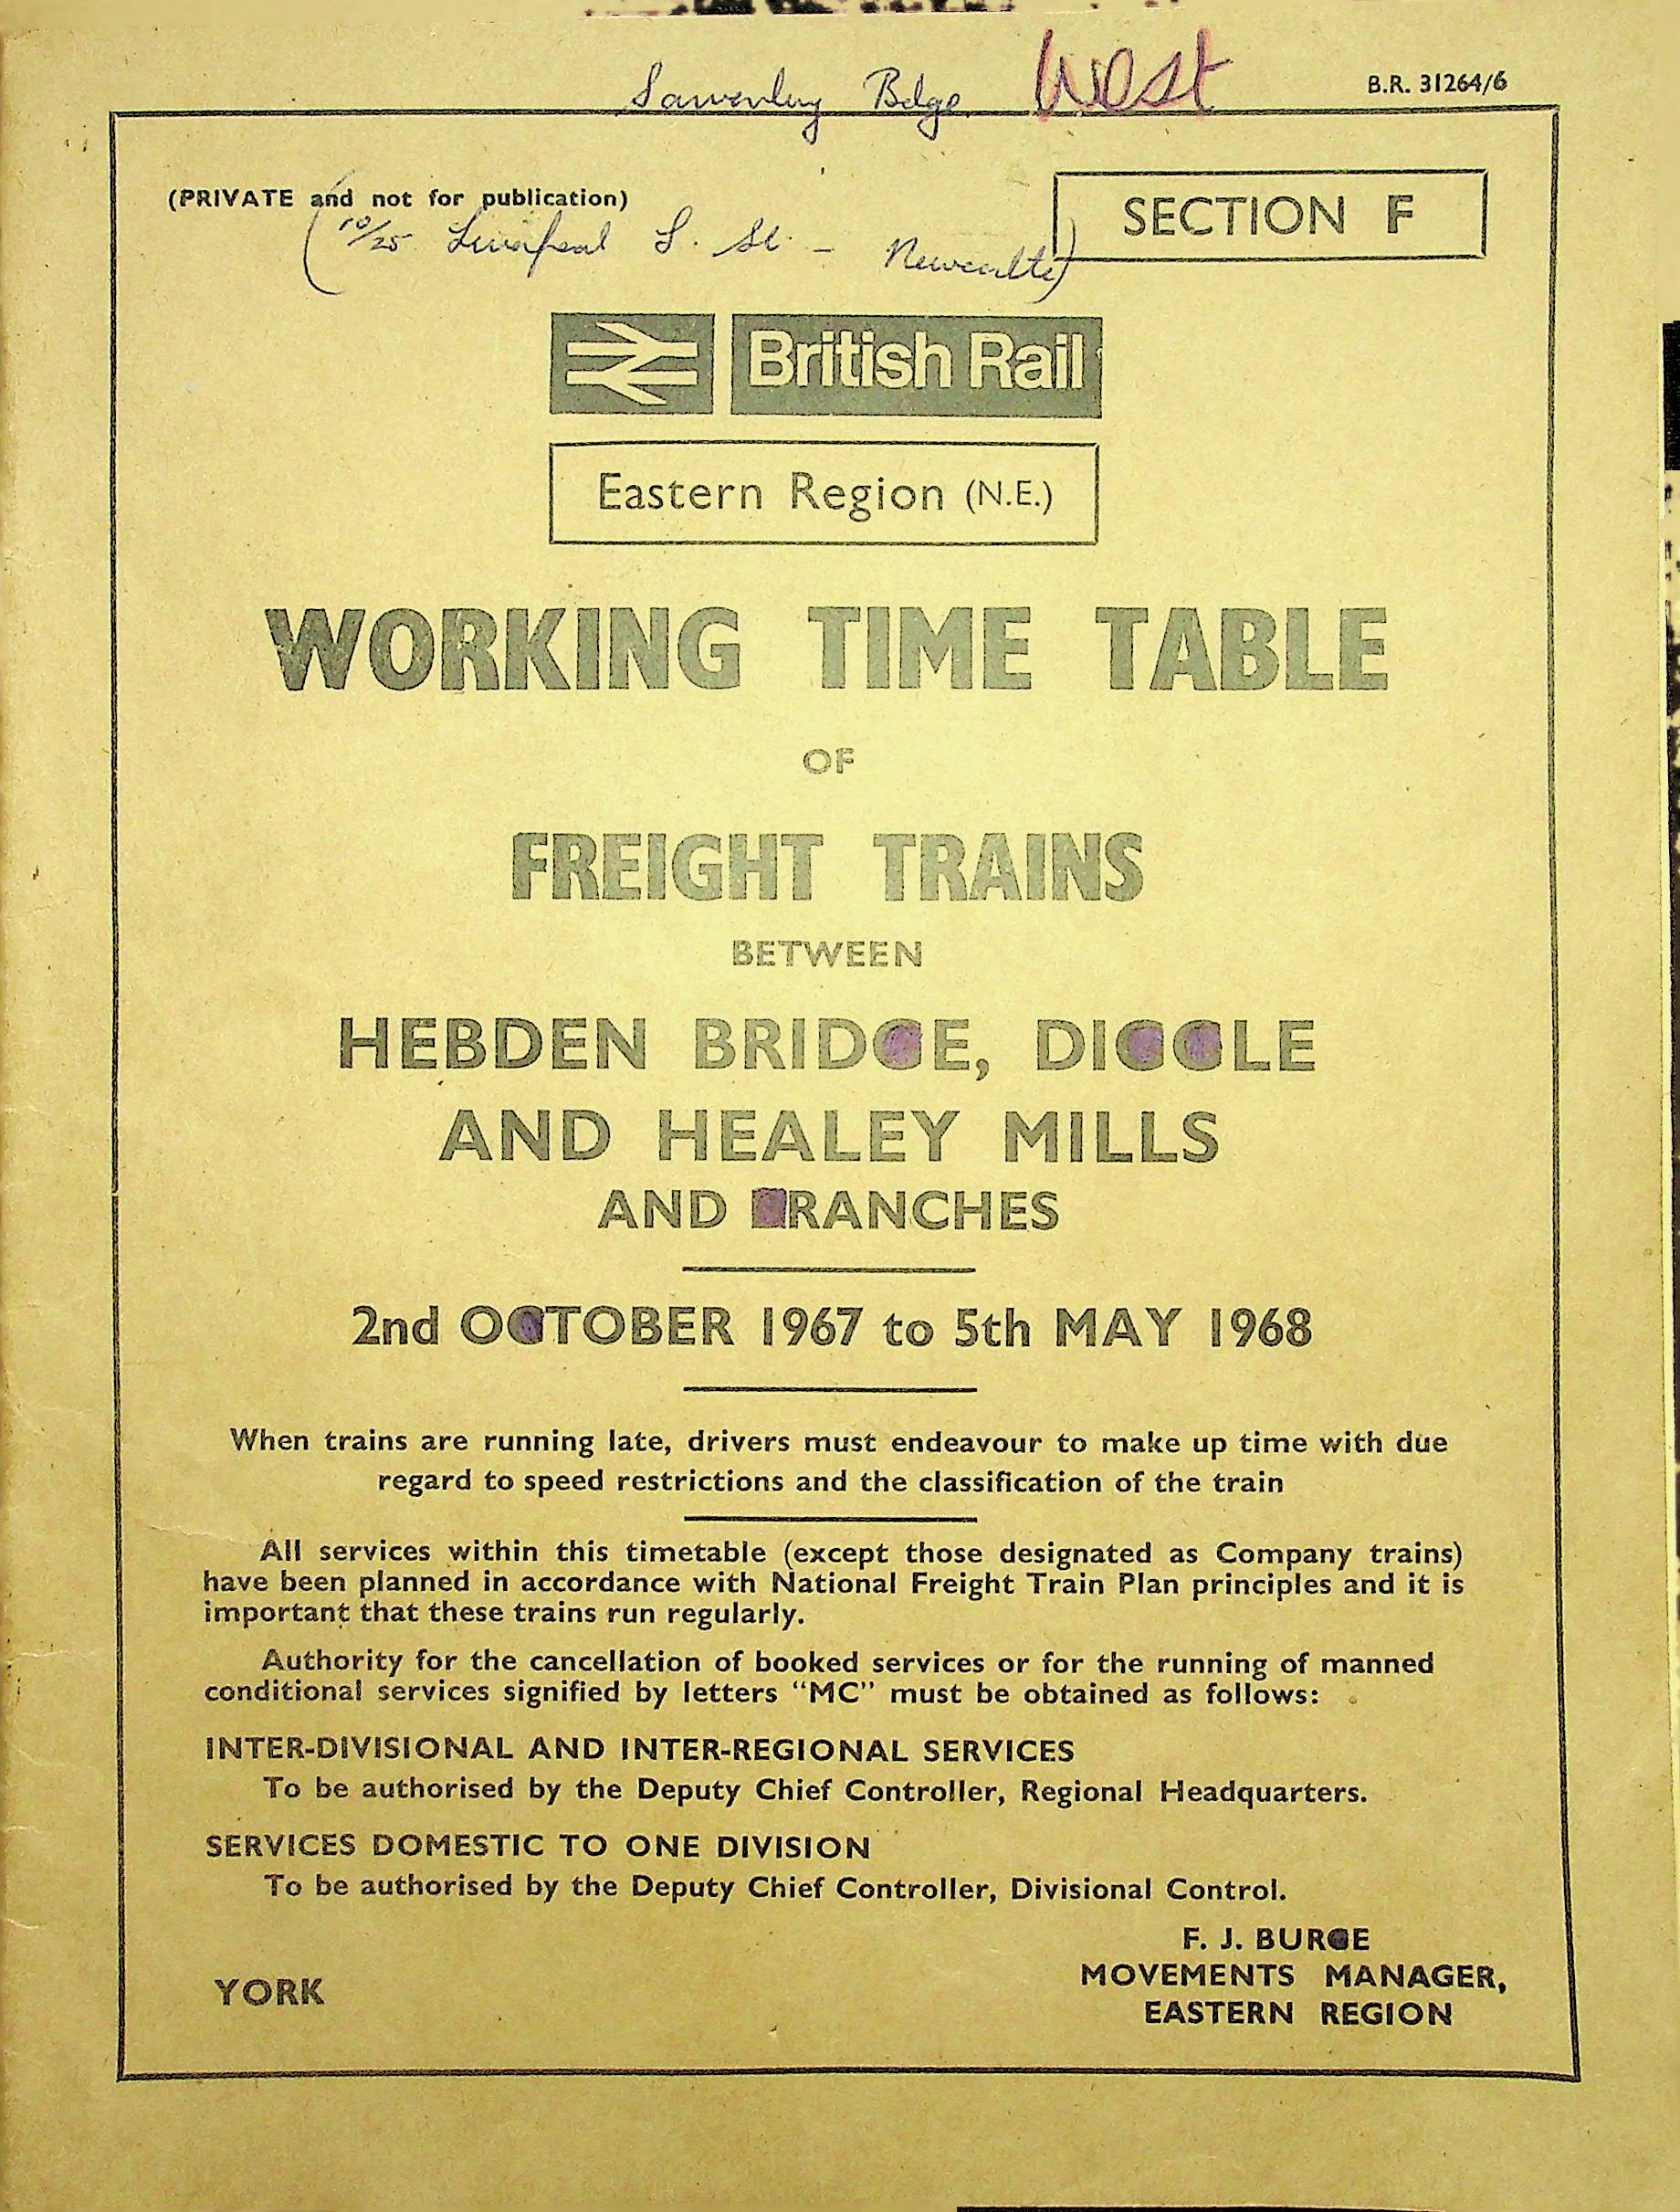 West
B.R. 31264/6
(PRIVATE and not for publication)
SECTION F
(10/25 Liverpool L. St. - Newcastle)
British Rail
Eastern Region (N.E.)
WORKING TIME TABLE
OF
FREIGHT TRAINS
BETWEEN
HEBDEN BRIDGE, DIGGLE
AND HEALEY MILLS
AND BRANCHES
2nd OCTOBER 1967 to 5th MAY 1968
When trains are running late, drivers must endeavour to make up time with due
regard to speed restrictions and the classification of the train
All services within this timetable (except those designated as Company trains)
have been planned in accordance with National Freight Train Plan principles and it is
important that these trains run regularly.
Authority for the cancellation of booked services or for the running of manned
conditional services signified by letters "MC" must be obtained as follows:
INTER-DIVISIONAL AND INTER-REGIONAL SERVICES
To be authorised by the Deputy Chief Controller, Regional Headquarters.
SERVICES DOMESTIC TO ONE DIVISION
To be authorised by the Deputy Chief Controller, Divisional Control.
F. J. BURGE
YORK
MOVEMENTS MANAGER,
EASTERN REGION